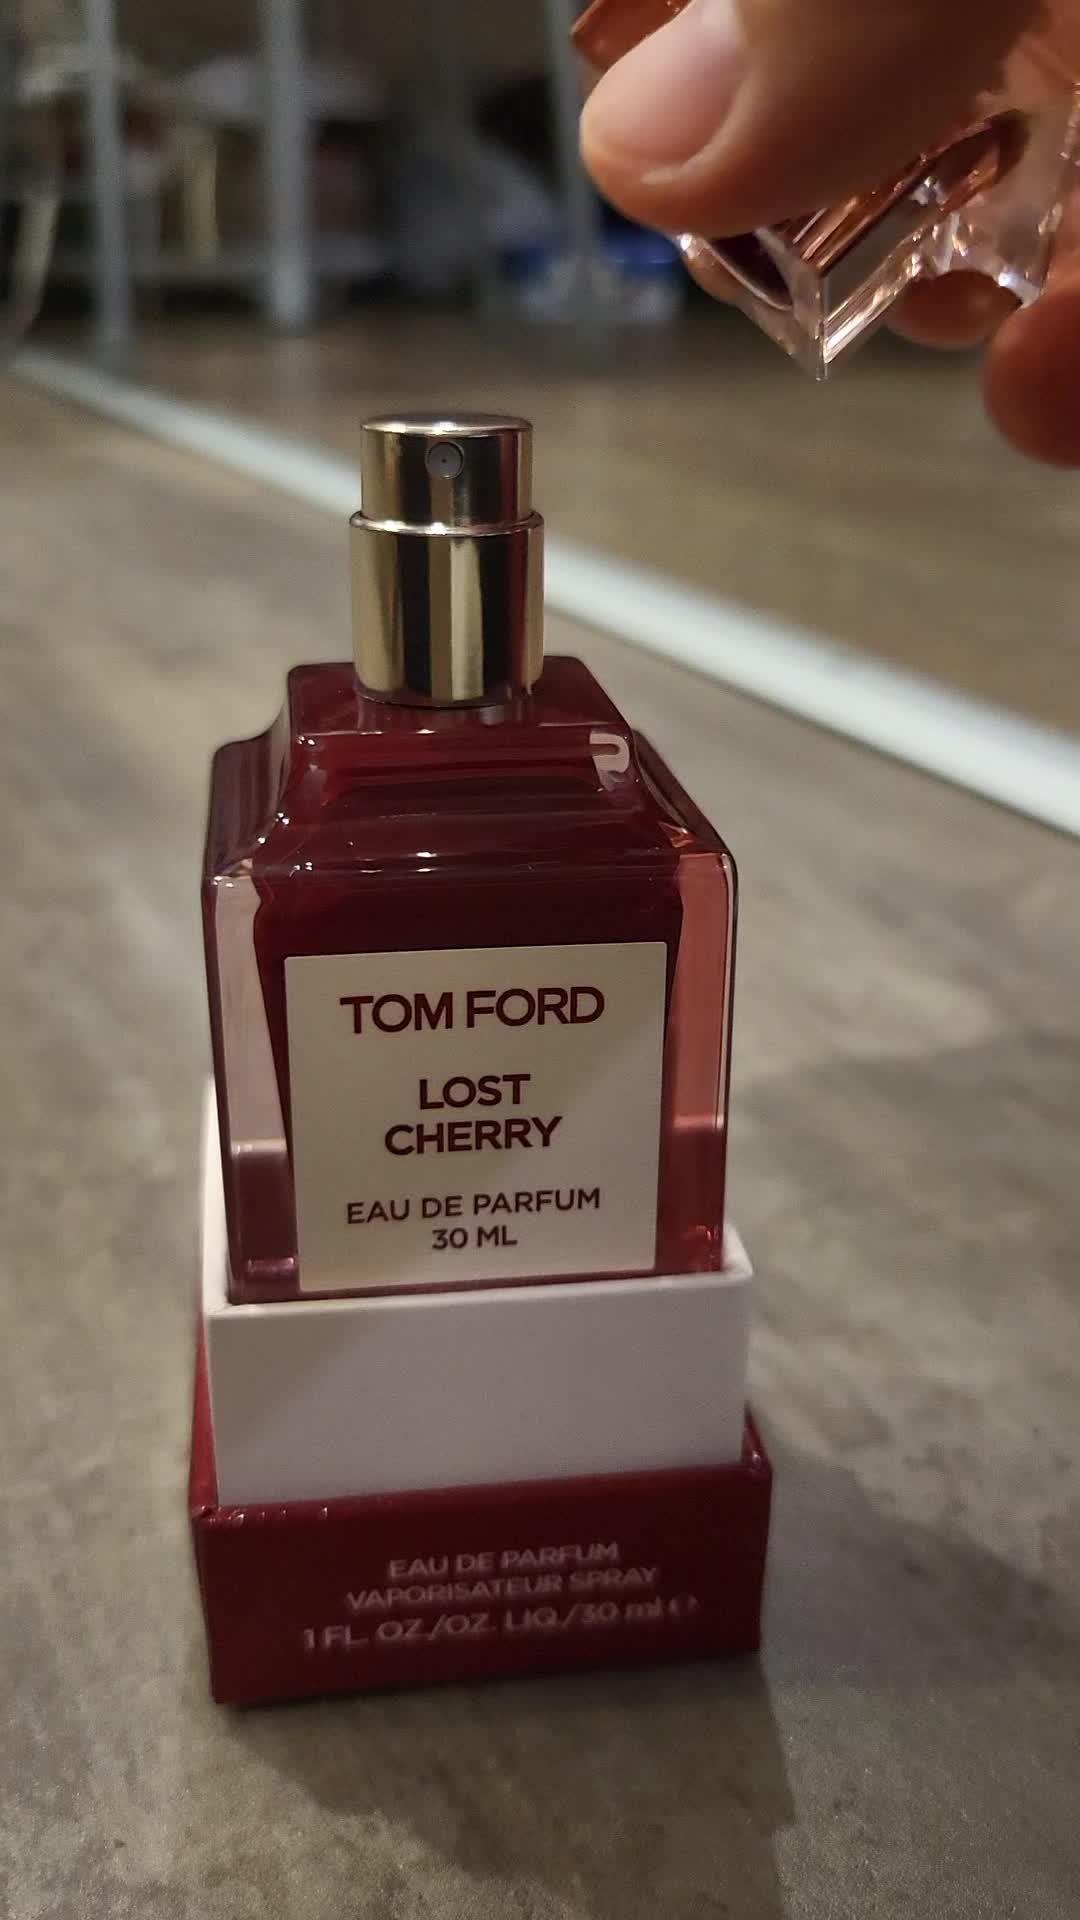 TOM FORD
LOST
CHERRY
EAU DE PARFUM
30 ML
EAU DE PARFUM
VAPORISATEUR SPRAY
1 FL. OZ./OZ. LIQ./30 ml ℮